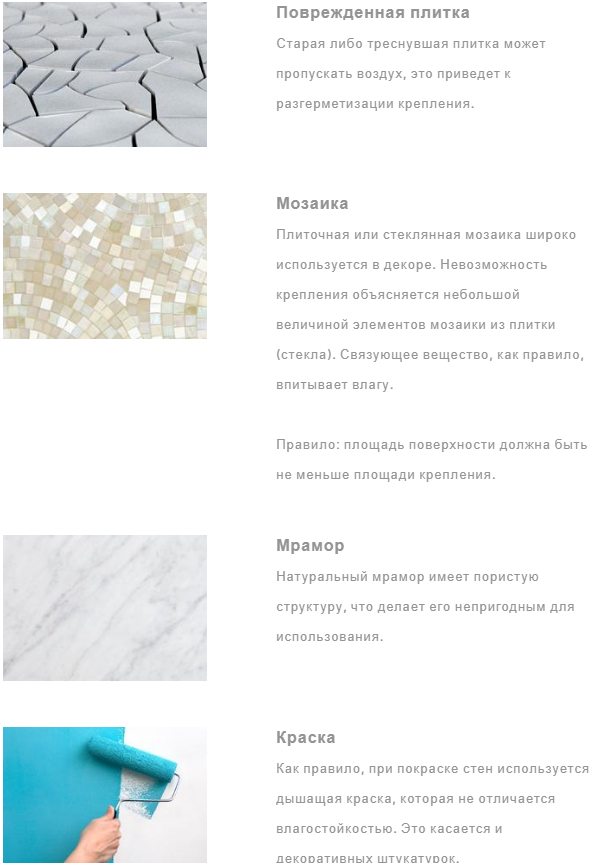 Поврежденная плитка
Старая либо треснувшая плитка может
пропускать воздух, это приведет к
разгерметизации крепления.
Мозаика
Плиточная или стеклянная мозаика широко
используется в декоре. Невозможность
крепления объясняется небольшой
величиной элементов мозаики из плитки
(стекла). Связующее вещество, как правило,
впитывает влагу.
Правило: площадь поверхности должна быть
не меньше площади крепления.
Мрамор
Натуральный мрамор имеет пористую
структуру, что делает его непригодным для
использования.
Краска
Как правило, при покраске стен используется
дышащая краска, которая не отличается
влагостойкостью. Это касается и
декоративных штукатурок.